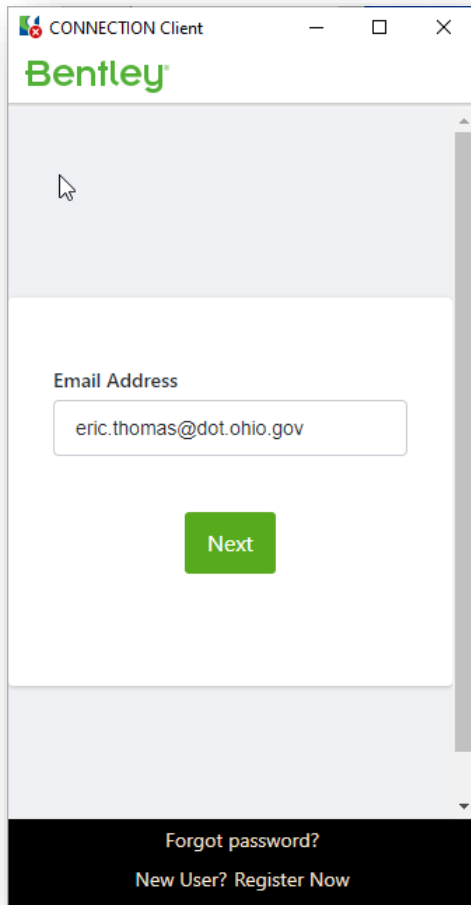 CONNECTION Client
Bentley®
Email Address
eric.thomas@dot.ohio.gov
Next
Forgot password?
New User? Register Now